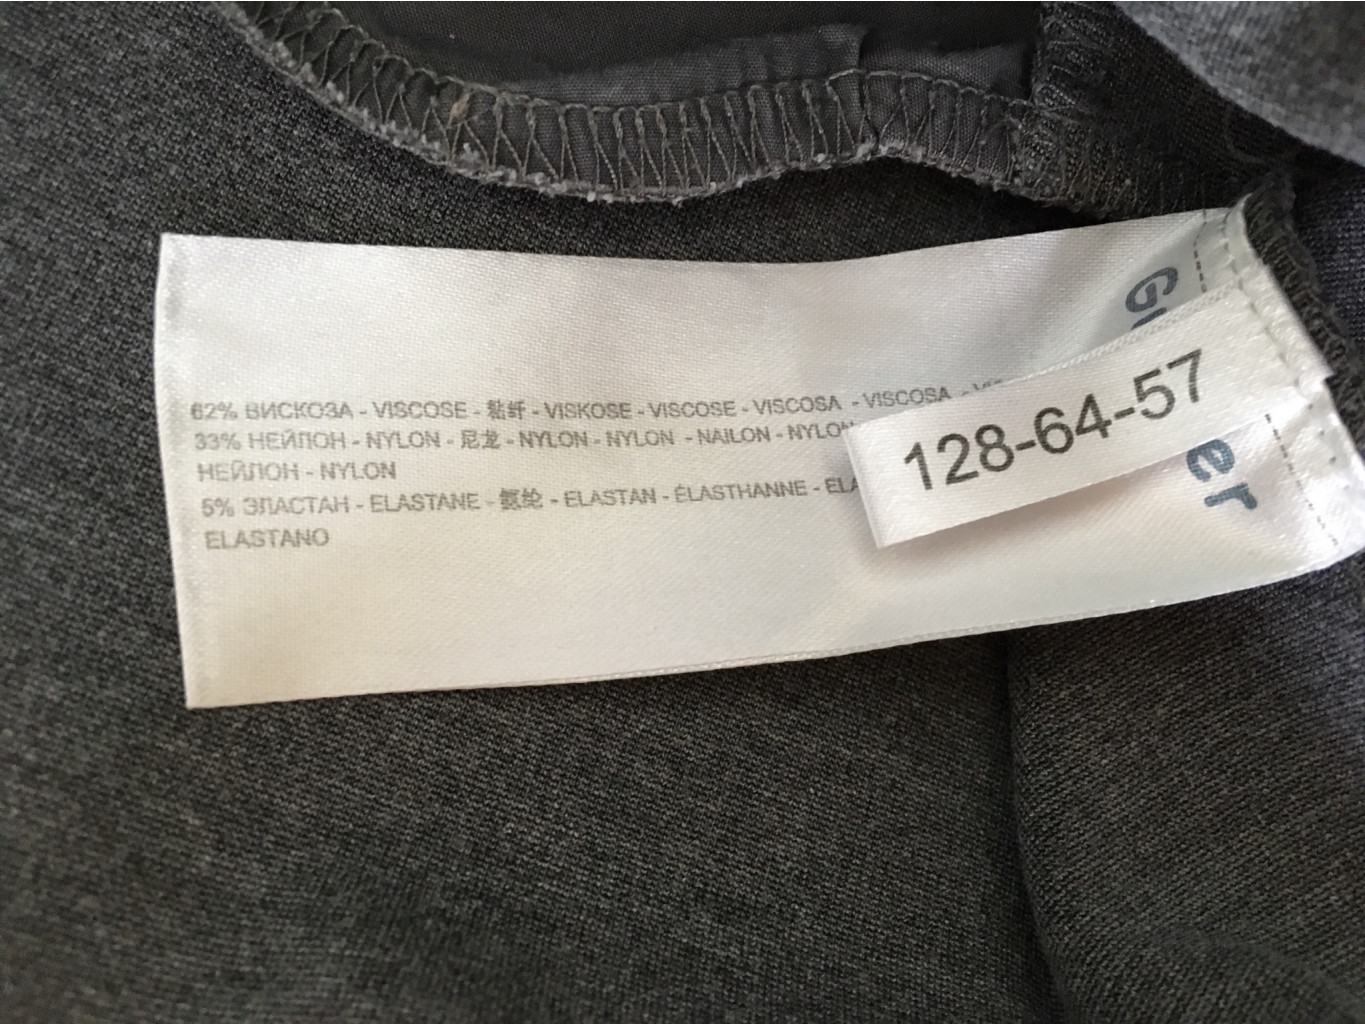 62% ВИСКОЗА - VISCOSE - 黏纤 - VISKOSE - VISCOSE - VISCOSA - VISCOSA -
33% НЕЙЛОН - NYLON - 尼龙 - NYLON - NYLON - NAILON - NYLON
НЕЙЛОН - NYLON
5% ЭЛАСТАН - ELASTANE - 氨纶 - ELASTAN - ÉLASTHANNE -
ELASTANO
128-64-57